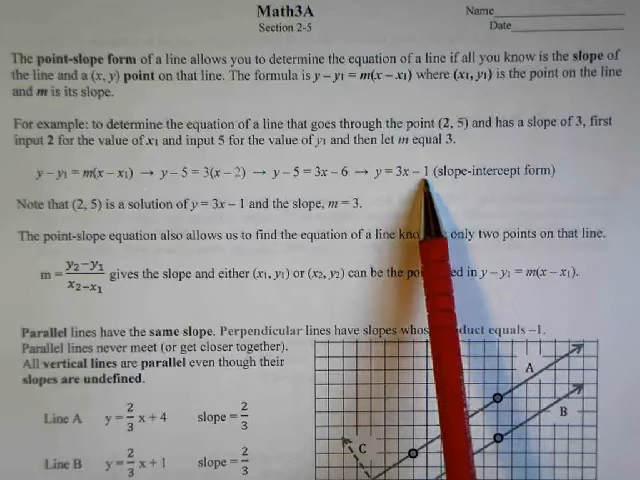 Math3A
Name
Section 2-5
Date
The point-slope form of a line allows you to determine the equation of a line if all you know is the slope of
the line and a (x, y) point on that line. The formula is y – y₁ = m(x – x₁) where (x₁, y₁) is the point on the line
and m is its slope.
For example: to determine the equation of a line that goes through the point (2, 5) and has a slope of 3, first
input 2 for the value of x₁ and input 5 for the value of y₁ and then let m equal 3.
y – y₁ = m(x – x₁) → y – 5 = 3(x – 2) → y – 5 = 3x – 6 → y = 3x – 1 (slope-intercept form)
Note that (2, 5) is a solution of y = 3x – 1 and the slope, m = 3.
The point-slope equation also allows us to find the equation of a line only two points on that line.
m = y₂–y₁ / x₂–x₁ gives the slope and either (x₁, y₁) or (x₂, y₂) can be the in y – y₁ = m(x – x₁).
Parallel lines have the same slope. Perpendicular lines have slopes equals –1.
Parallel lines never meet (or get closer together).
All vertical lines are parallel even though their
slopes are undefined.
A
B
C
Line A y = 2/3 x + 4 slope = 2/3
Line B y = 2/3 x + 1 slope = 2/3